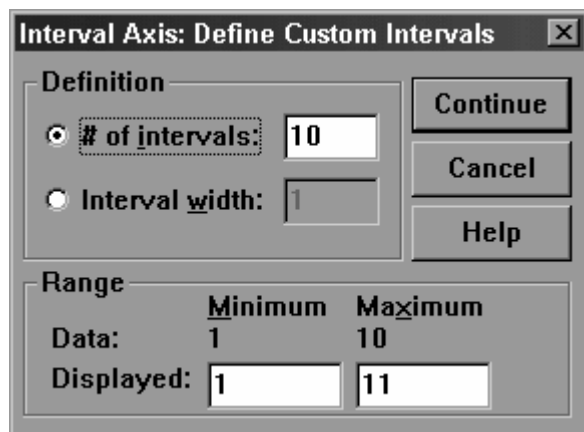 Interval Axis: Define Custom Intervals
Definition
# of intervals: 10
Interval width: 1
Continue
Cancel
Help
Range
Minimum Maximum
Data: 1 10
Displayed: 1 11